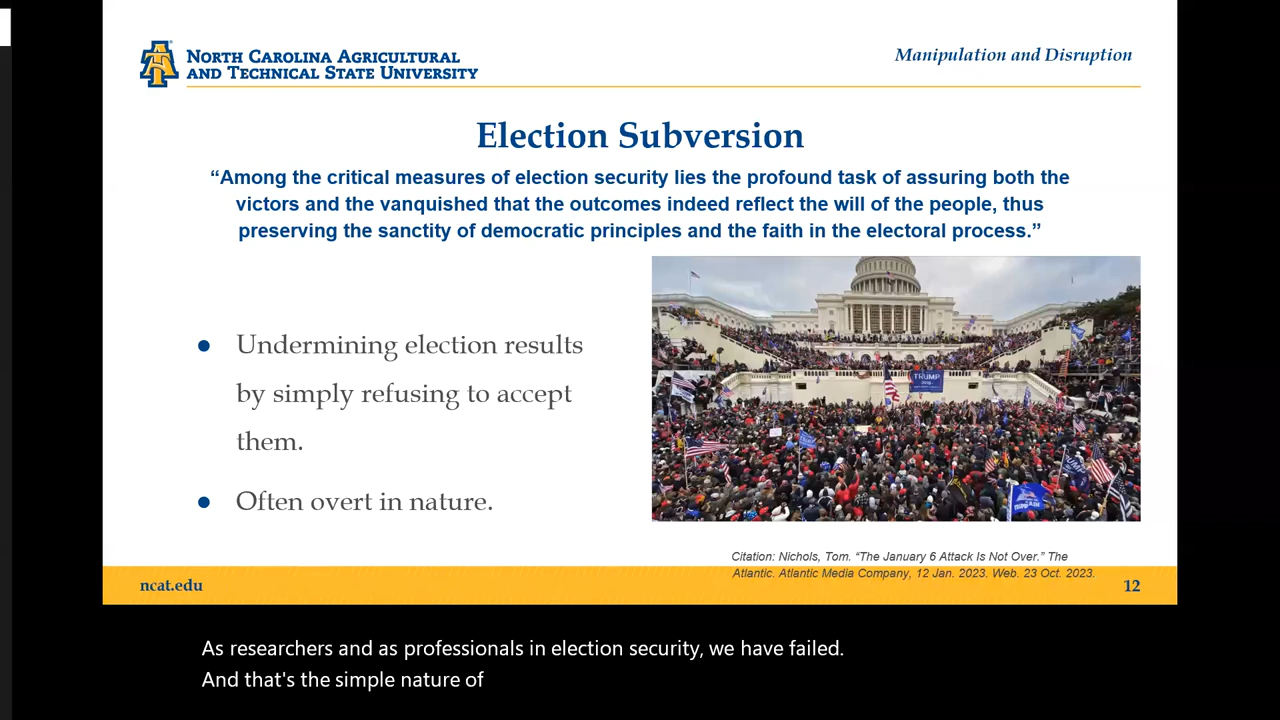 NORTH CAROLINA AGRICULTURAL
AND TECHNICAL STATE UNIVERSITY
Manipulation and Disruption
Election Subversion
“Among the critical measures of election security lies the profound task of assuring both the
victors and the vanquished that the outcomes indeed reflect the will of the people, thus
preserving the sanctity of democratic principles and the faith in the electoral process.”
● Undermining election results
by simply refusing to accept
them.
● Often overt in nature.
TRUMP
Citation: Nichols, Tom. “The January 6 Attack Is Not Over.” The
Atlantic. Atlantic Media Company, 12 Jan. 2023. Web. 23 Oct. 2023.
ncat.edu
12
As researchers and as professionals in election security, we have failed.
And that's the simple nature of